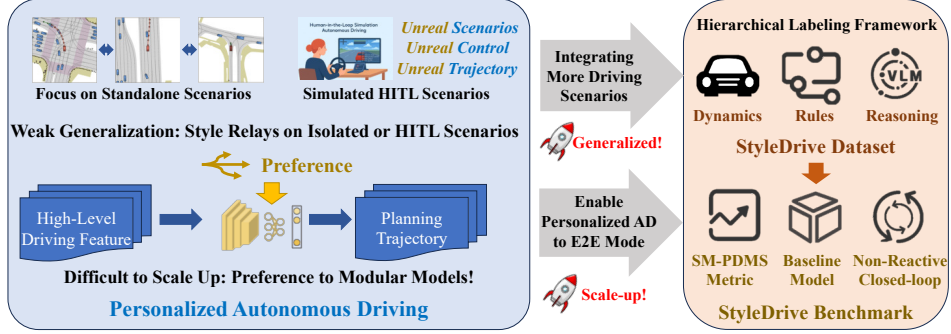 Human-in-the-Loop Simulation
Autonomous Driving
Unreal Scenarios
Unreal Control
Unreal Trajectory
Focus on Standalone Scenarios
Simulated HITL Scenarios
Weak Generalization: Style Relays on Isolated or HITL Scenarios
Preference
High-Level
Driving Feature
Planning
Trajectory
Difficult to Scale Up: Preference to Modular Models!
Personalized Autonomous Driving
Integrating
More Driving
Scenarios
Generalized!
Enable
Personalized AD
to E2E Mode
Scale-up!
Hierarchical Labeling Framework
VLM
Dynamics
Rules
Reasoning
StyleDrive Dataset
SM-PDMS
Metric
Baseline
Model
Non-Reactive
Closed-loop
StyleDrive Benchmark